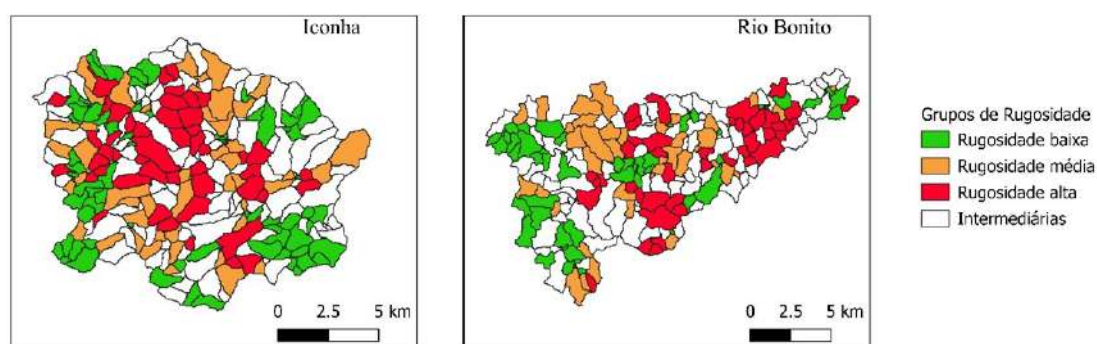 Iconha
0 2.5 5 km
Rio Bonito
0 2.5 5 km
Grupos de Rugosidade
Rugosidade baixa
Rugosidade média
Rugosidade alta
Intermediárias